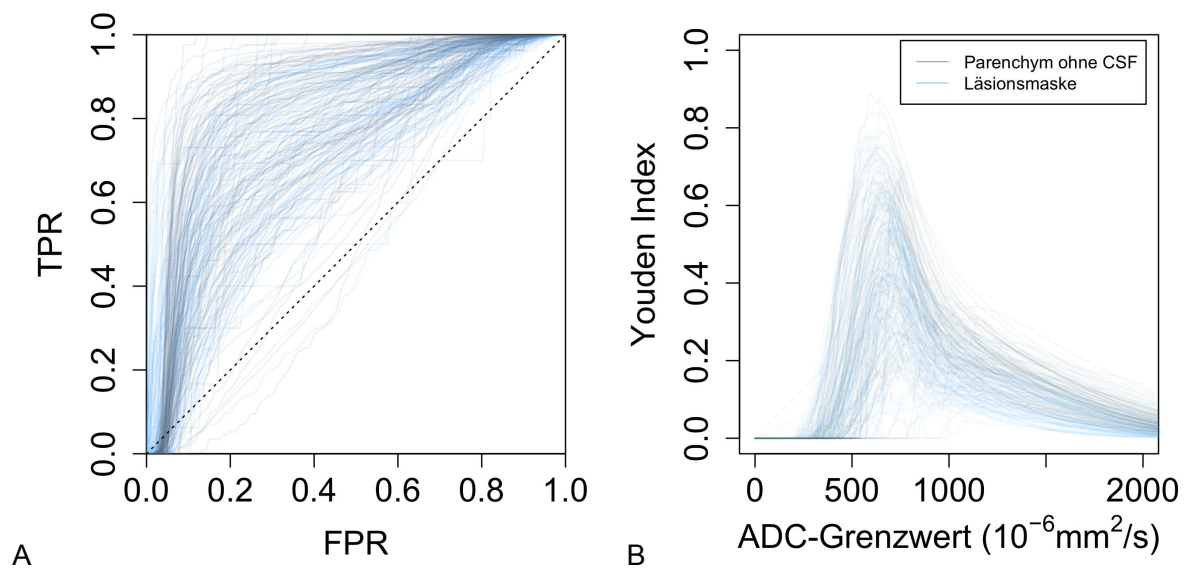 TPR
1.0
0.8
0.6
0.4
0.2
0.0
0.0 0.2 0.4 0.6 0.8 1.0
FPR
A
Youden Index
1.0
0.8
0.6
0.4
0.2
0.0
Parenchym ohne CSF
Läsionsmaske
0 500 1000 2000
ADC-Grenzwert (10⁻⁶mm²/s)
B